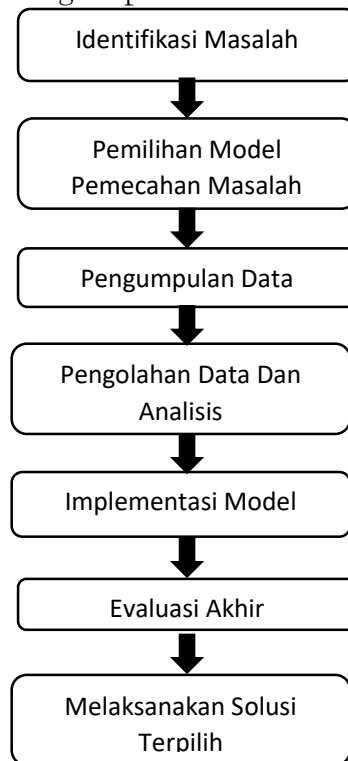 Identifikasi Masalah
Pemilihan Model
Pemecahan Masalah
Pengumpulan Data
Pengolahan Data Dan
Analisis
Implementasi Model
Evaluasi Akhir
Melaksanakan Solusi
Terpilih